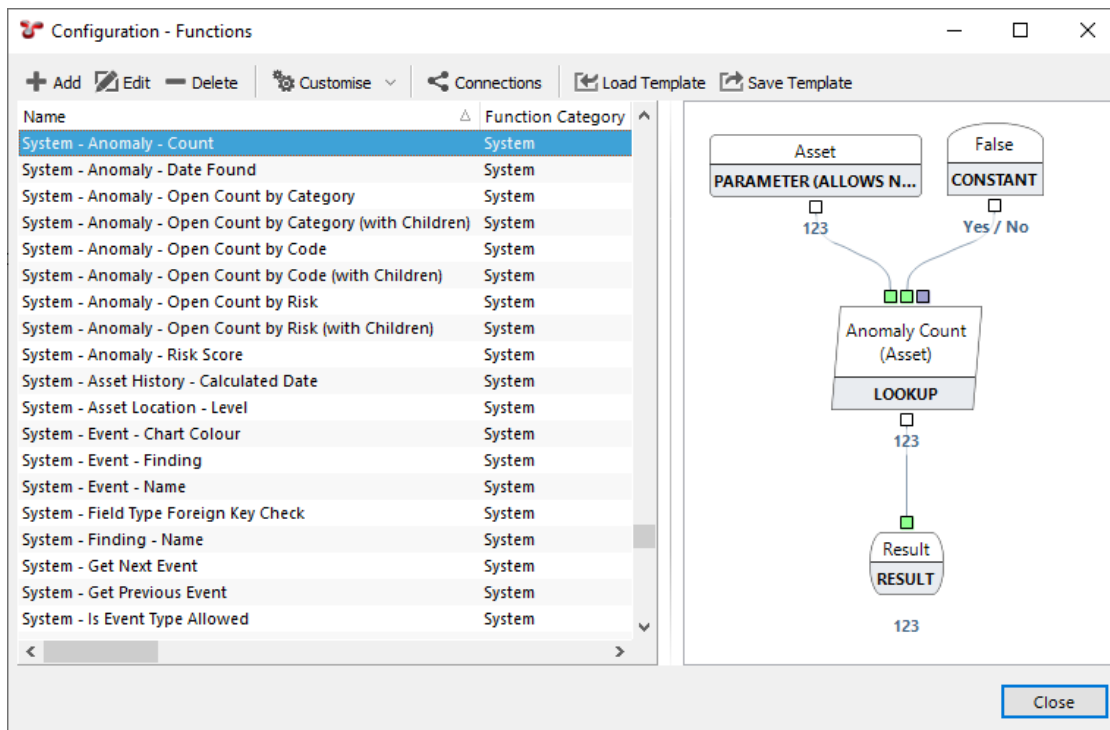 Configuration - Functions
Add Edit Delete Customise Connections Load Template Save Template
Name Function Category
System - Anomaly - Count System
System - Anomaly - Date Found System
System - Anomaly - Open Count by Category System
System - Anomaly - Open Count by Category (with Children) System
System - Anomaly - Open Count by Code System
System - Anomaly - Open Count by Code (with Children) System
System - Anomaly - Open Count by Risk System
System - Anomaly - Open Count by Risk (with Children) System
System - Anomaly - Risk Score System
System - Asset History - Calculated Date System
System - Asset Location - Level System
System - Event - Chart Colour System
System - Event - Finding System
System - Event - Name System
System - Field Type Foreign Key Check System
System - Finding - Name System
System - Get Next Event System
System - Get Previous Event System
System - Is Event Type Allowed System
Asset
PARAMETER (ALLOWS N...
123
False
CONSTANT
Yes / No
Anomaly Count
(Asset)
LOOKUP
123
Result
RESULT
123
Close